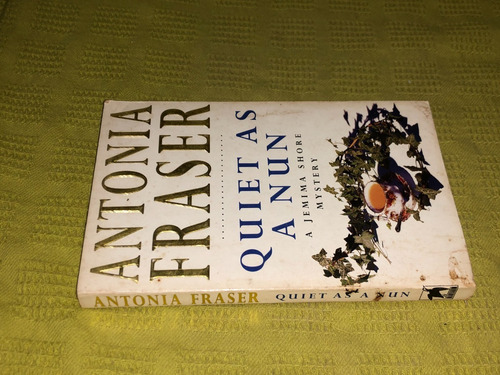 ANTONIA
FRASER
QUIET AS
A NUN
A JEMIMA SHORE
MYSTERY
ANTONIA FRASER QUIET AS A NUN